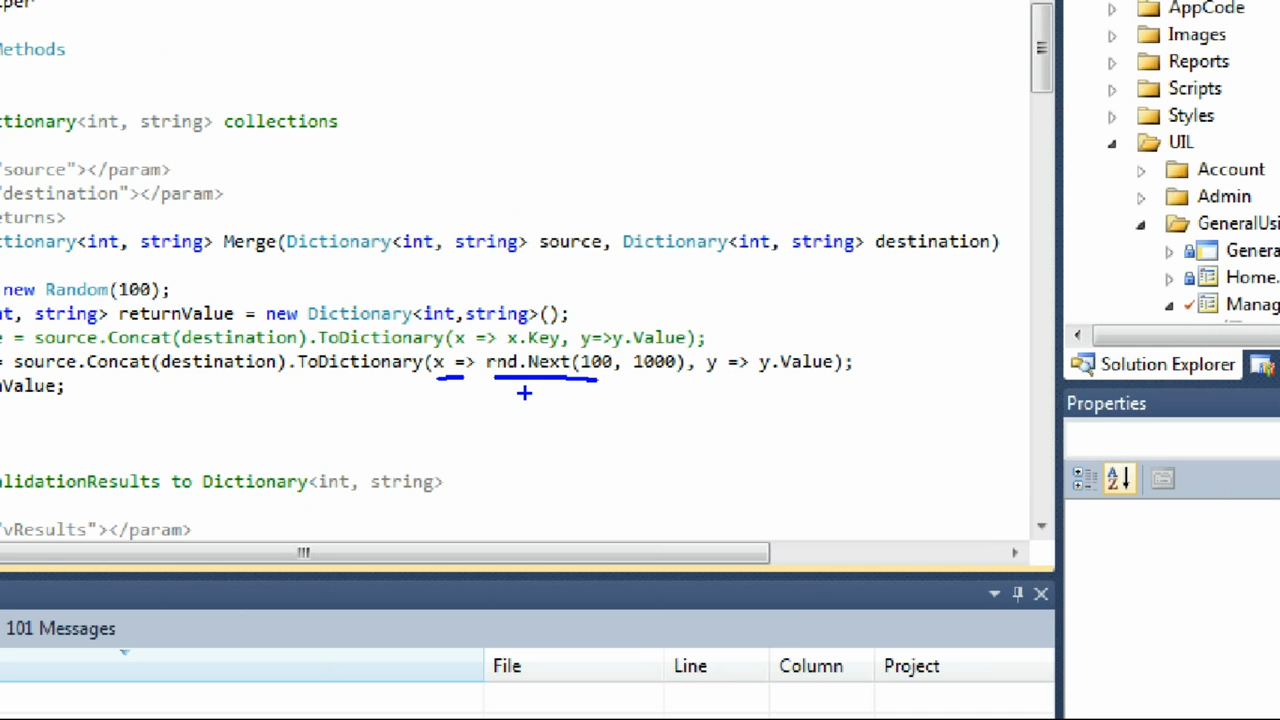 elper
Methods
ctionary<int, string> collections
"source"></param>
"destination"></param>
eturns>
ctionary<int, string> Merge(Dictionary<int, string> source, Dictionary<int, string> destination)
new Random(100);
nt, string> returnValue = new Dictionary<int,string>();
e = source.Concat(destination).ToDictionary(x => x.Key, y=>y.Value);
= source.Concat(destination).ToDictionary(x => rnd.Next(100, 1000), y => y.Value);
nValue;
alidationResults to Dictionary<int, string>
"vResults"></param>
101 Messages
File Line Column Project
AppCode
Images
Reports
Scripts
Styles
UIL
Account
Admin
GeneralUsi
Genera
Home.
Manag
Solution Explorer
Properties